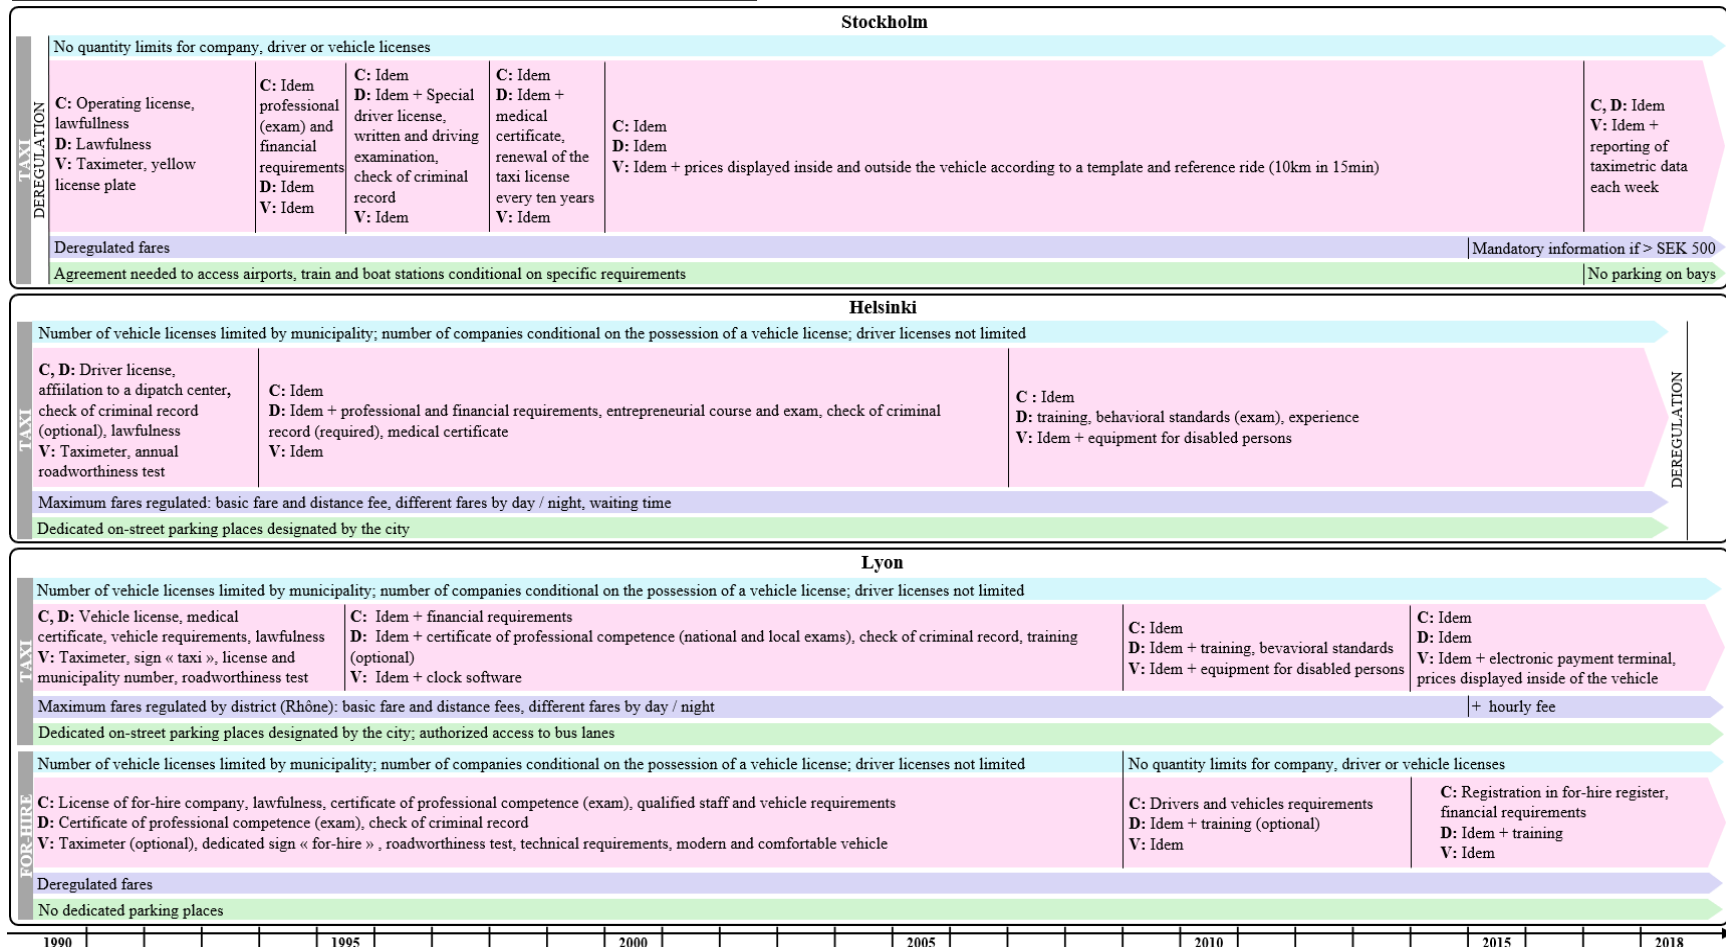 Stockholm
TAXI
DEREGULATION
No quantity limits for company, driver or vehicle licenses
C: Operating license,
lawfullness
D: Lawfulness
V: Taximeter, yellow
license plate
C: Idem
professional
(exam) and
financial
requirements
D: Idem
V: Idem
C: Idem
D: Idem + Special
driver license,
written and driving
examination,
check of criminal
record
V: Idem
C: Idem
D: Idem +
medical
certificate,
renewal of the
taxi license
every ten years
V: Idem
C: Idem
D: Idem
V: Idem + prices displayed inside and outside the vehicle according to a template and reference ride (10km in 15min)
C, D: Idem
V: Idem +
reporting of
taximetric data
each week
Deregulated fares
Mandatory information if > SEK 500
Agreement needed to access airports, train and boat stations conditional on specific requirements
No parking on bays
Helsinki
TAXI
Number of vehicle licenses limited by municipality; number of companies conditional on the possession of a vehicle license; driver licenses not limited
C, D: Driver license,
affiilation to a dipatch center,
check of criminal record
(optional), lawfulness
V: Taximeter, annual
roadworthiness test
C: Idem
D: Idem + professional and financial requirements, entrepreneurial course and exam, check of criminal
record (required), medical certificate
V: Idem
C : Idem
D: training, behavioral standards (exam), experience
V: Idem + equipment for disabled persons
DEREGULATION
Maximum fares regulated: basic fare and distance fee, different fares by day / night, waiting time
Dedicated on-street parking places designated by the city
Lyon
TAXI
Number of vehicle licenses limited by municipality; number of companies conditional on the possession of a vehicle license; driver licenses not limited
C, D: Vehicle license, medical
certificate, vehicle requirements, lawfulness
V: Taximeter, sign « taxi », license and
municipality number, roadworthiness test
C: Idem + financial requirements
D: Idem + certificate of professional competence (national and local exams), check of criminal record, training
(optional)
V: Idem + clock software
C: Idem
D: Idem + training, bevavioral standards
V: Idem + equipment for disabled persons
C: Idem
D: Idem
V: Idem + electronic payment terminal,
prices displayed inside of the vehicle
Maximum fares regulated by district (Rhône): basic fare and distance fees, different fares by day / night
+ hourly fee
Dedicated on-street parking places designated by the city; authorized access to bus lanes
FOR-HIRE
Number of vehicle licenses limited by municipality; number of companies conditional on the possession of a vehicle license; driver licenses not limited
No quantity limits for company, driver or vehicle licenses
C: License of for-hire company, lawfulness, certificate of professional competence (exam), qualified staff and vehicle requirements
D: Certificate of professional competence (exam), check of criminal record
V: Taximeter (optional), dedicated sign « for-hire » , roadworthiness test, technical requirements, modern and comfortable vehicle
C: Drivers and vehicles requirements
D: Idem + training (optional)
V: Idem
C: Registration in for-hire register,
financial requirements
D: Idem + training
V: Idem
Deregulated fares
No dedicated parking places
1990 1995 2000 2005 2010 2015 2018